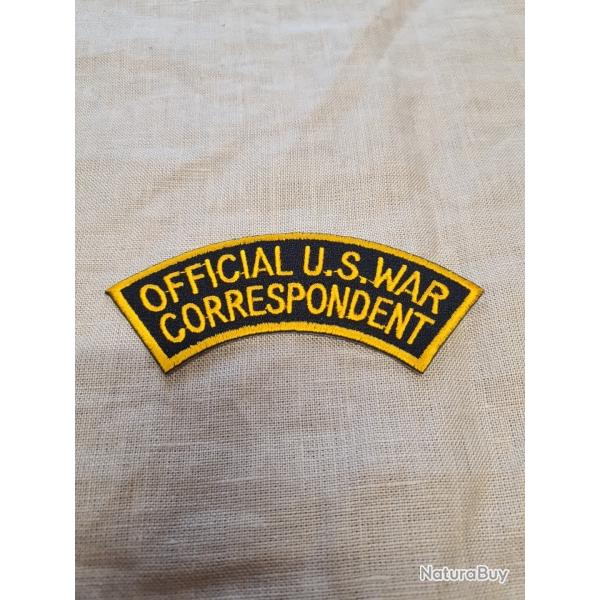 OFFICIAL U.S. WAR
CORRESPONDENT
NaturaBuy